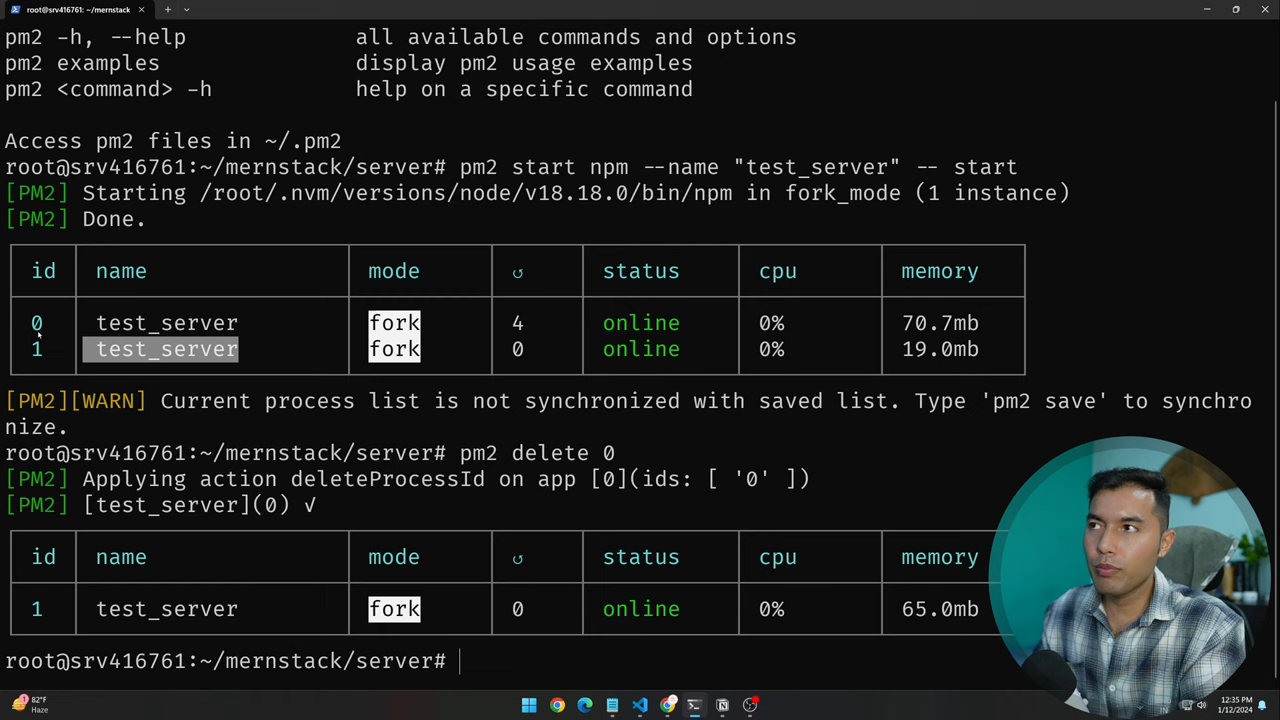 root@srv416761: ~/mernstack
pm2 -h, --help all available commands and options
pm2 examples display pm2 usage examples
pm2 <command> -h help on a specific command
Access pm2 files in ~/.pm2
root@srv416761:~/mernstack/server# pm2 start npm --name "test_server" -- start
[PM2] Starting /root/.nvm/versions/node/v18.18.0/bin/npm in fork_mode (1 instance)
[PM2] Done.
id name mode ↺ status cpu memory
0 test_server fork 4 online 0% 70.7mb
1 test_server fork 0 online 0% 19.0mb
[PM2][WARN] Current process list is not synchronized with saved list. Type 'pm2 save' to synchro
nize.
root@srv416761:~/mernstack/server# pm2 delete 0
[PM2] Applying action deleteProcessId on app [0](ids: [ '0' ])
[PM2] [test_server](0) √
id name mode ↺ status cpu memory
1 test_server fork 0 online 0% 65.0mb
root@srv416761:~/mernstack/server#
82°F
Haze
12:35 PM
1/12/2024